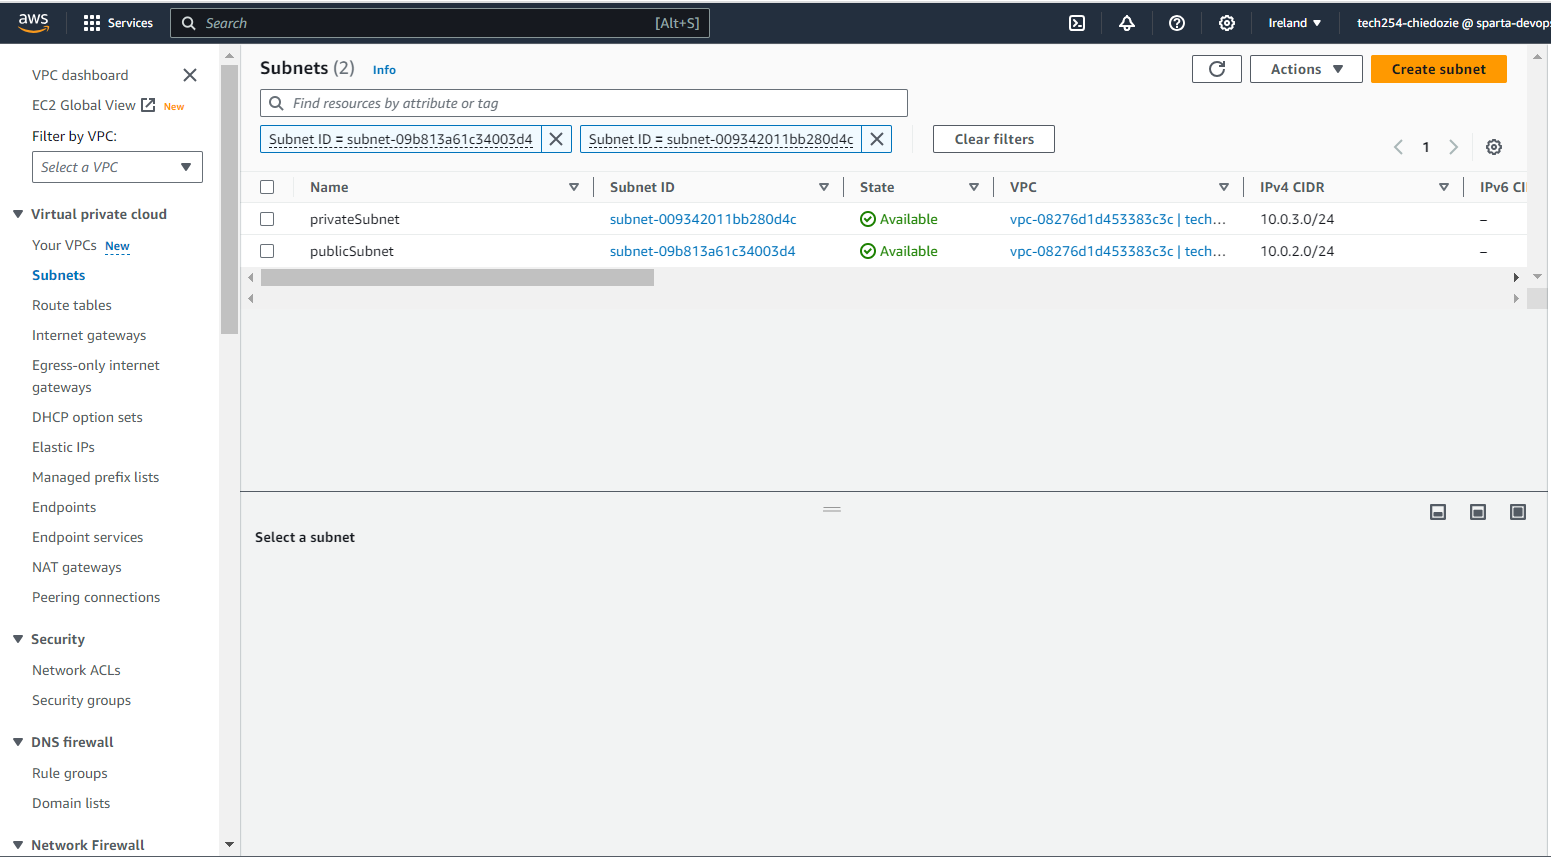 aws Services Search [Alt+S] Ireland tech254-chiedozie @ sparta-devops
VPC dashboard
EC2 Global View New
Filter by VPC:
Select a VPC
Virtual private cloud
Your VPCs New
Subnets
Route tables
Internet gateways
Egress-only internet
gateways
DHCP option sets
Elastic IPs
Managed prefix lists
Endpoints
Endpoint services
NAT gateways
Peering connections
Security
Network ACLs
Security groups
DNS firewall
Rule groups
Domain lists
Network Firewall
Subnets (2) Info Actions Create subnet
Find resources by attribute or tag
Subnet ID = subnet-09b813a61c34003d4 Subnet ID = subnet-009342011bb280d4c Clear filters 1
Name Subnet ID State VPC IPv4 CIDR IPv6 CI
privateSubnet subnet-009342011bb280d4c Available vpc-08276d1d453383c3c | tech... 10.0.3.0/24 –
publicSubnet subnet-09b813a61c34003d4 Available vpc-08276d1d453383c3c | tech... 10.0.2.0/24 –
Select a subnet